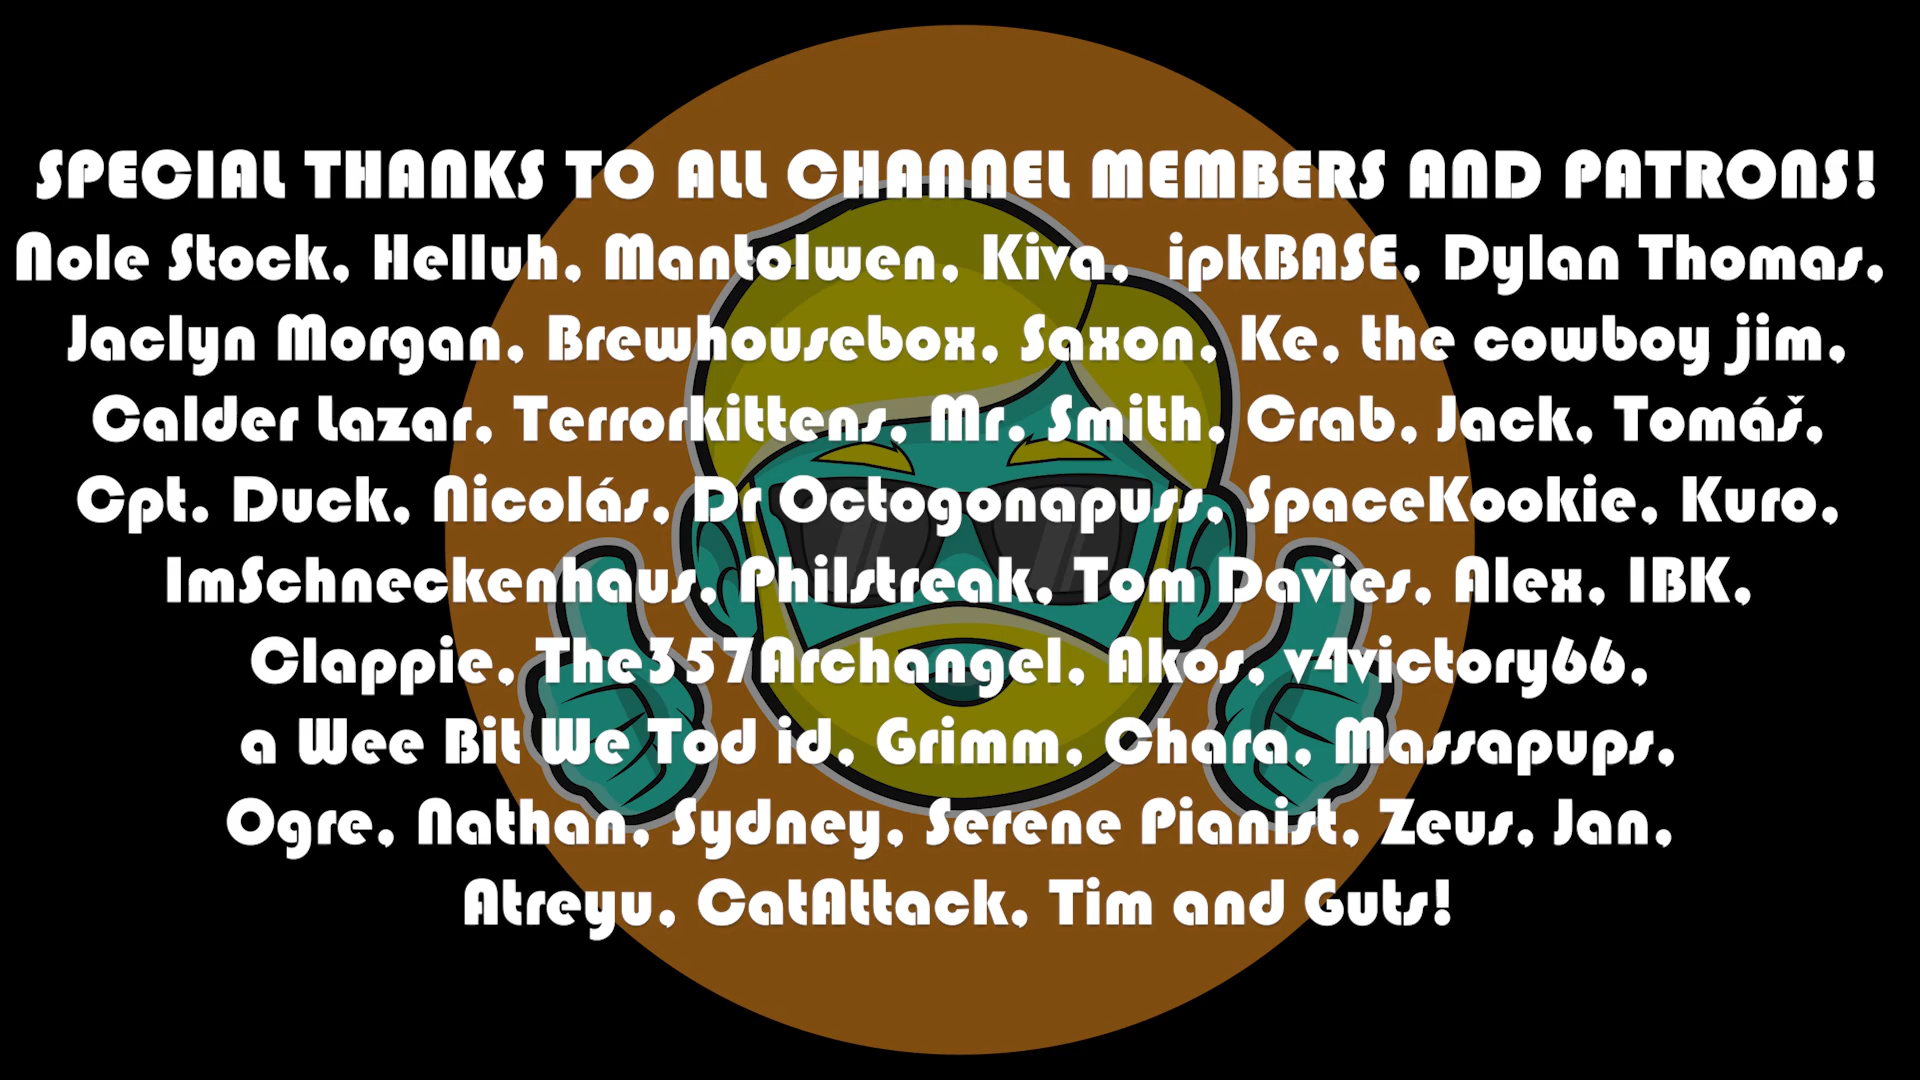 SPECIAL THANKS TO ALL CHANNEL MEMBERS AND PATRONS!
Nole Stock, Helluh, Mantolwen, Kiva, ipkBASE, Dylan Thomas,
Jaclyn Morgan, Brewhousebox, Saxon, Ke, the cowboy jim,
Calder Lazar, Terrorkittens, Mr. Smith, Crab, Jack, Tomáš,
Cpt. Duck, Nicolás, Dr Octogonapuss, SpaceKookie, Kuro,
ImSchneckenhaus, Philstreak, Tom Davies, Alex, IBK,
Clappie, The357Archangel, Akos, v4victory66,
a Wee Bit We Tod id, Grimm, Chara, Massapups,
Ogre, Nathan, Sydney, Serene Pianist, Zeus, Jan,
Atreyu, CatAttack, Tim and Guts!